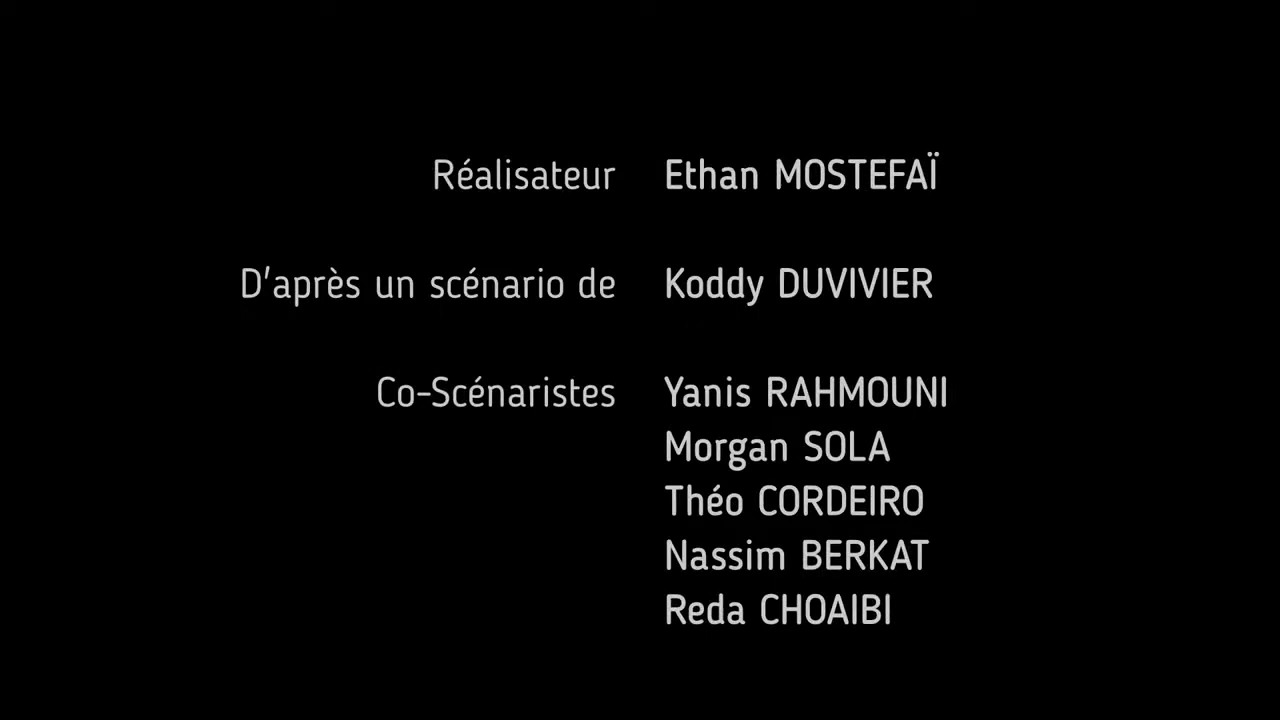 Réalisateur Ethan MOSTEFAÏ
D'après un scénario de Koddy DUVIVIER
Co-Scénaristes Yanis RAHMOUNI
Morgan SOLA
Théo CORDEIRO
Nassim BERKAT
Reda CHOAIBI